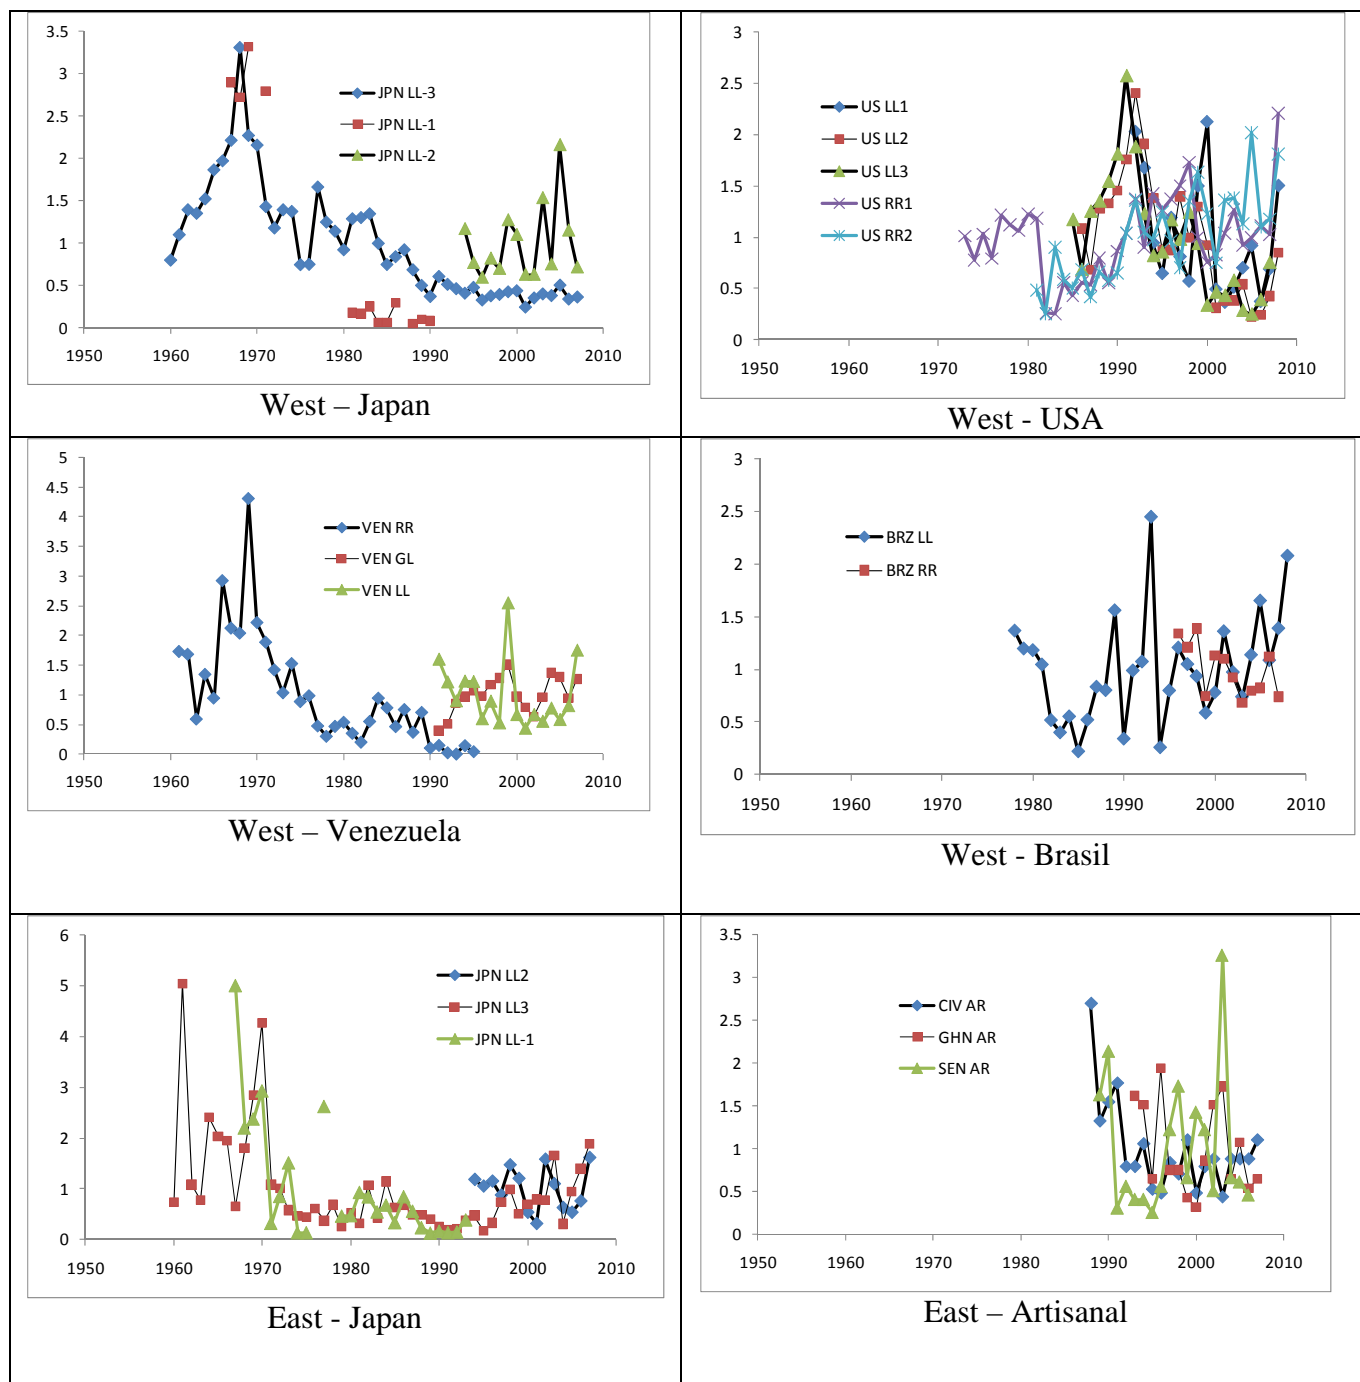 3.5
3
2.5
2
1.5
1
0.5
0
1950 1960 1970 1980 1990 2000 2010
JPN LL-3
JPN LL-1
JPN LL-2
West – Japan
3
2.5
2
1.5
1
0.5
0
1950 1960 1970 1980 1990 2000 2010
US LL1
US LL2
US LL3
US RR1
US RR2
West - USA
5
4.5
4
3.5
3
2.5
2
1.5
1
0.5
0
1950 1960 1970 1980 1990 2000 2010
VEN RR
VEN GL
VEN LL
West – Venezuela
3
2.5
2
1.5
1
0.5
0
1950 1960 1970 1980 1990 2000 2010
BRZ LL
BRZ RR
West - Brasil
6
5
4
3
2
1
0
1950 1960 1970 1980 1990 2000 2010
JPN LL2
JPN LL3
JPN LL-1
East - Japan
3.5
3
2.5
2
1.5
1
0.5
0
1950 1960 1970 1980 1990 2000 2010
CIV AR
GHN AR
SEN AR
East – Artisanal